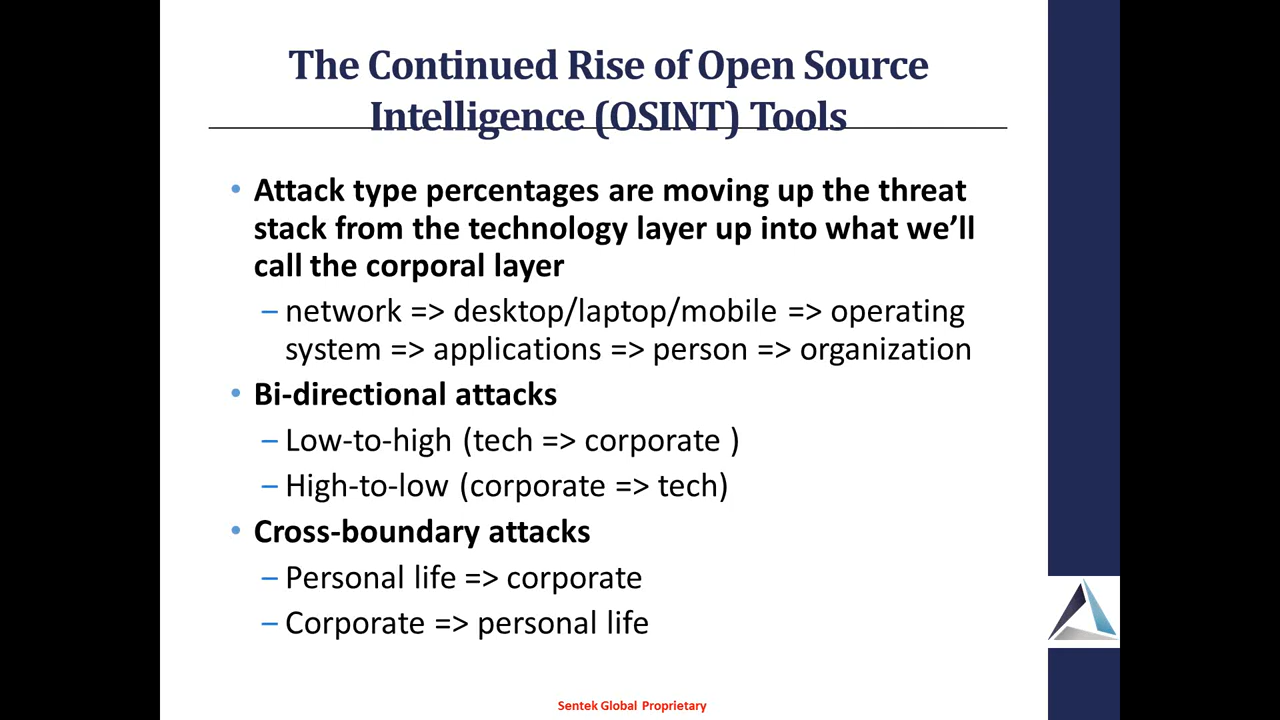 The Continued Rise of Open Source
Intelligence (OSINT) Tools
• Attack type percentages are moving up the threat
stack from the technology layer up into what we’ll
call the corporal layer
– network => desktop/laptop/mobile => operating
system => applications => person => organization
• Bi-directional attacks
– Low-to-high (tech => corporate )
– High-to-low (corporate => tech)
• Cross-boundary attacks
– Personal life => corporate
– Corporate => personal life
Sentek Global Proprietary